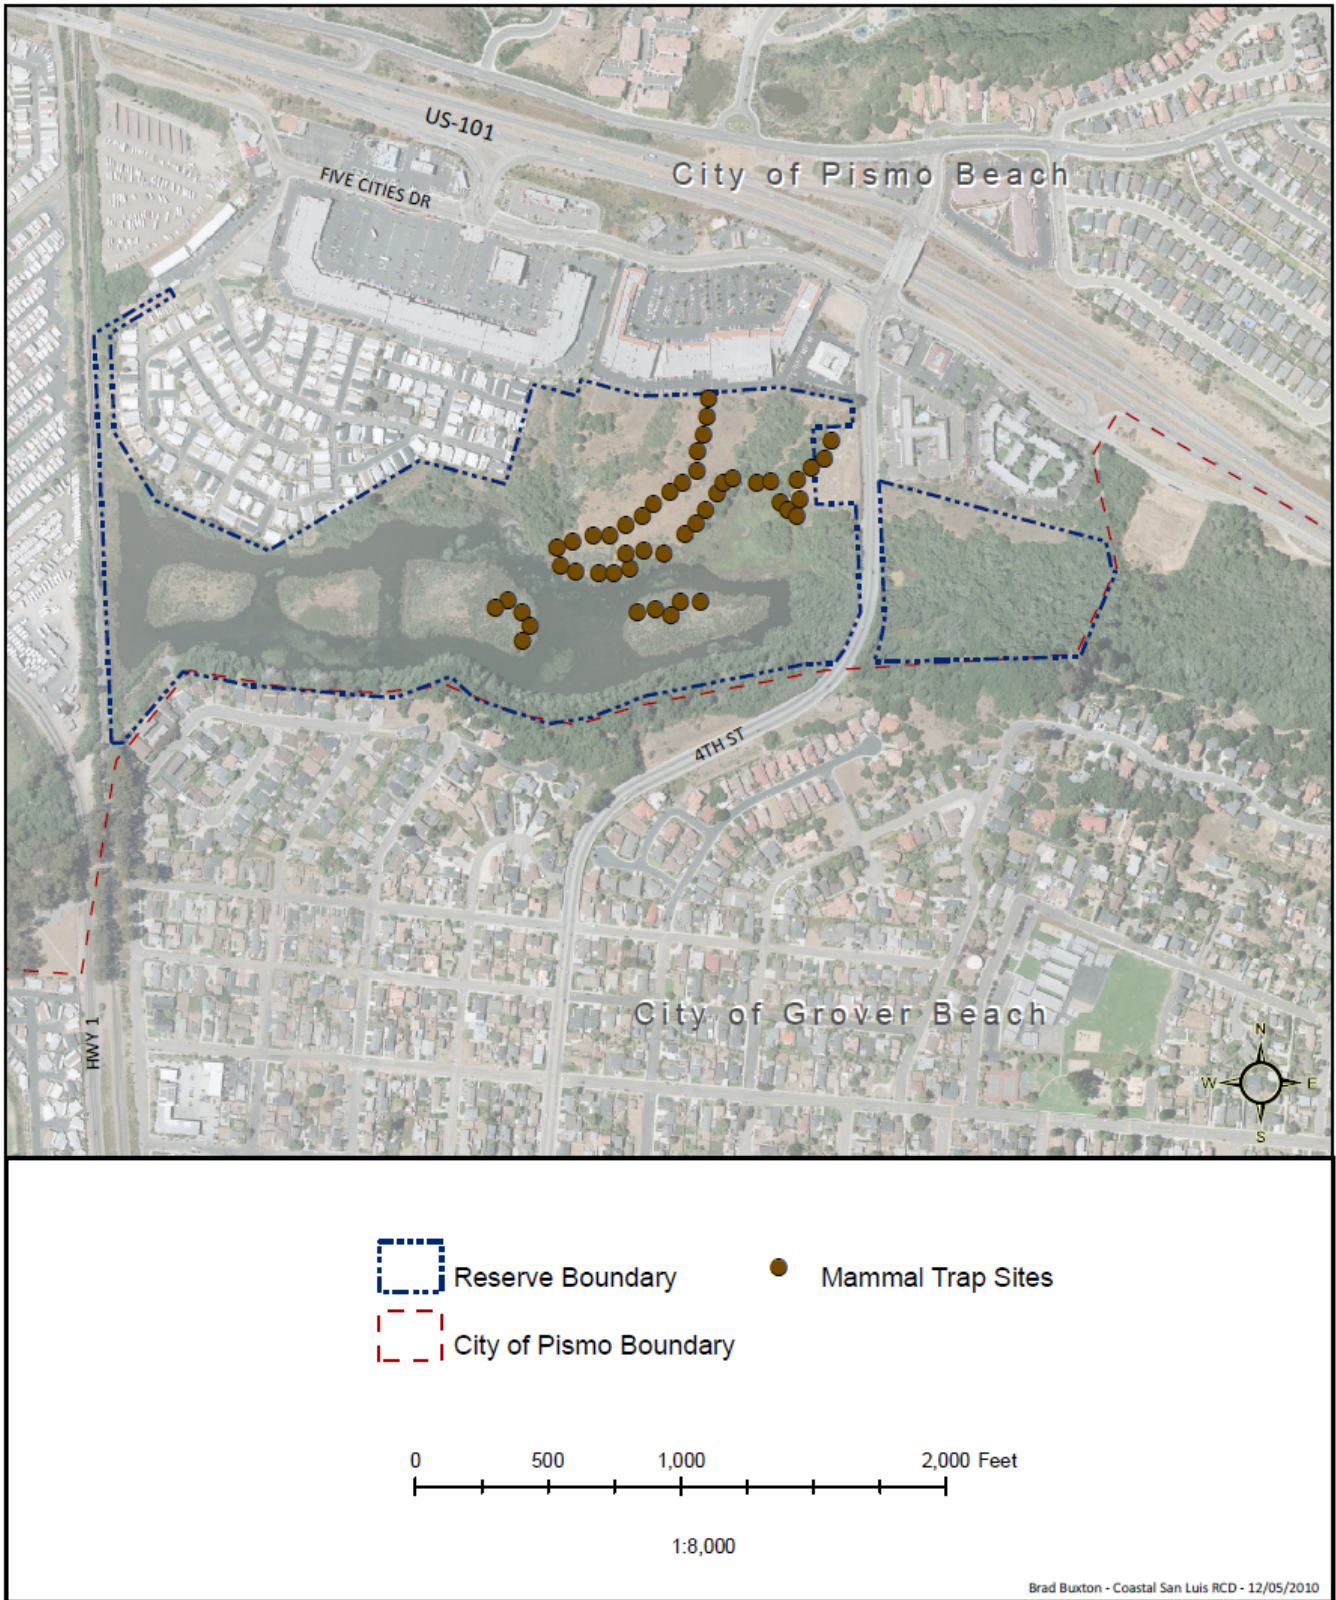 US-101
City of Pismo Beach
FIVE CITIES DR
4TH ST
City of Grover Beach
HWY 1
N
W E
S
Reserve Boundary
Mammal Trap Sites
City of Pismo Boundary
0 500 1,000 2,000 Feet
1:8,000
Brad Buxton - Coastal San Luis RCD - 12/05/2010